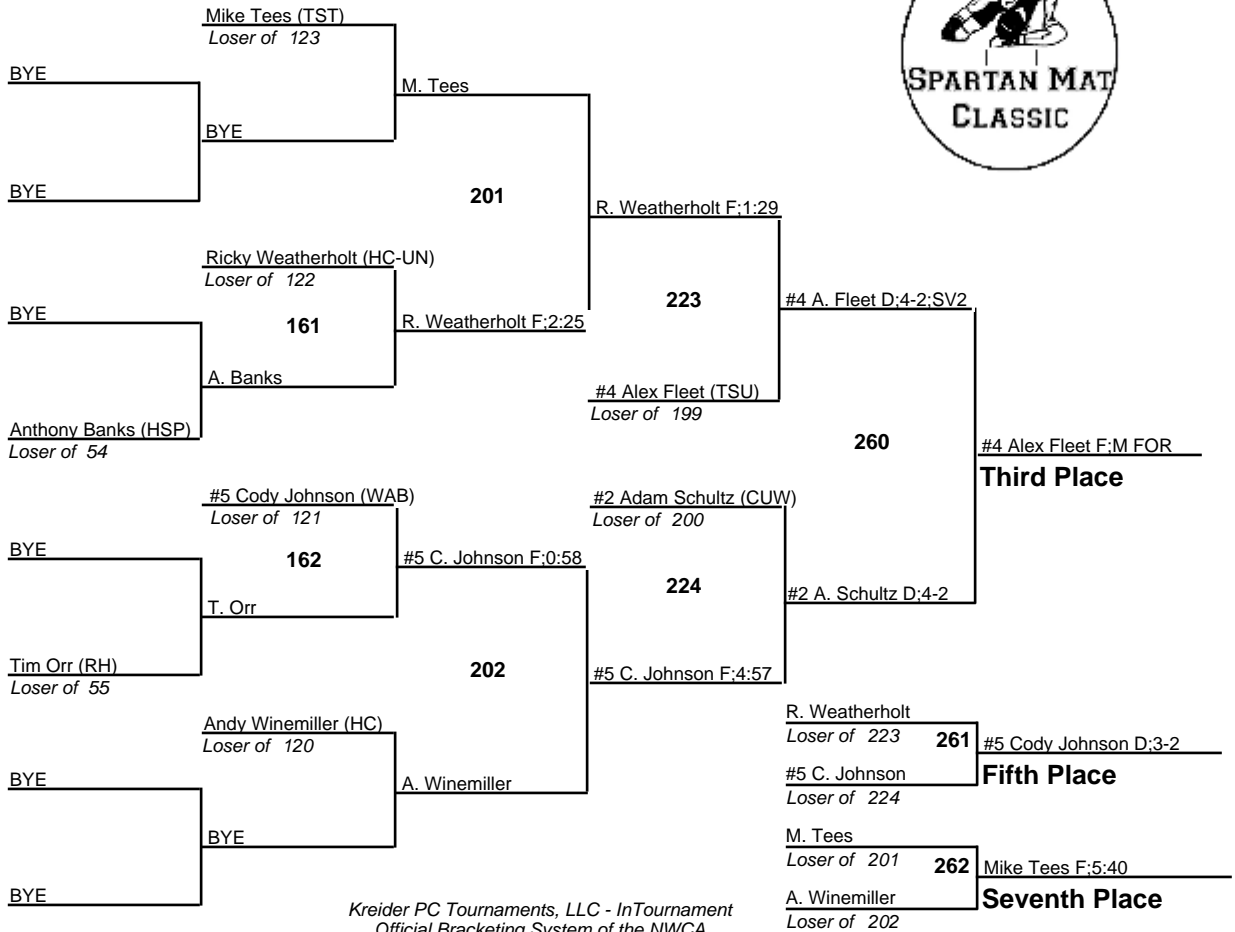 Mike Tees (TST)
Loser of 123
BYE
M. Tees
BYE
BYE
201
R. Weatherholt F;1:29
Ricky Weatherholt (HC-UN)
Loser of 122
BYE
161
R. Weatherholt F;2:25
223
#4 A. Fleet D;4-2;SV2
A. Banks
#4 Alex Fleet (TSU)
Loser of 199
Anthony Banks (HSP)
Loser of 54
260
#4 Alex Fleet F;M FOR
Third Place
#5 Cody Johnson (WAB)
Loser of 121
#2 Adam Schultz (CUW)
Loser of 200
BYE
162
#5 C. Johnson F;0:58
224
#2 A. Schultz D;4-2
T. Orr
Tim Orr (RH)
Loser of 55
202
#5 C. Johnson F;4:57
Andy Winemiller (HC)
Loser of 120
BYE
A. Winemiller
BYE
BYE
R. Weatherholt
Loser of 223
261
#5 Cody Johnson D;3-2
Fifth Place
#5 C. Johnson
Loser of 224
M. Tees
Loser of 201
262
Mike Tees F;5:40
Seventh Place
A. Winemiller
Loser of 202
Kreider PC Tournaments, LLC - InTournament
Official Bracketing System of the NWCA
SPARTAN MAT
CLASSIC